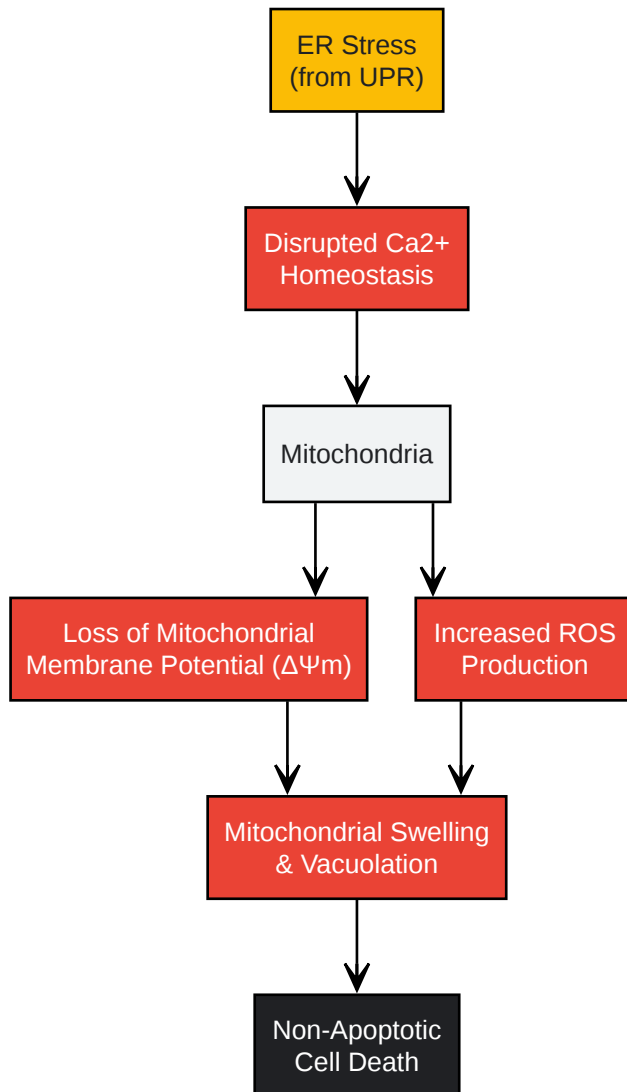 ER Stress
(from UPR)
Disrupted Ca2+
Homeostasis
Mitochondria
Loss of Mitochondrial
Membrane Potential (ΔΨm)
Increased ROS
Production
Mitochondrial Swelling
& Vacuolation
Non-Apoptotic
Cell Death